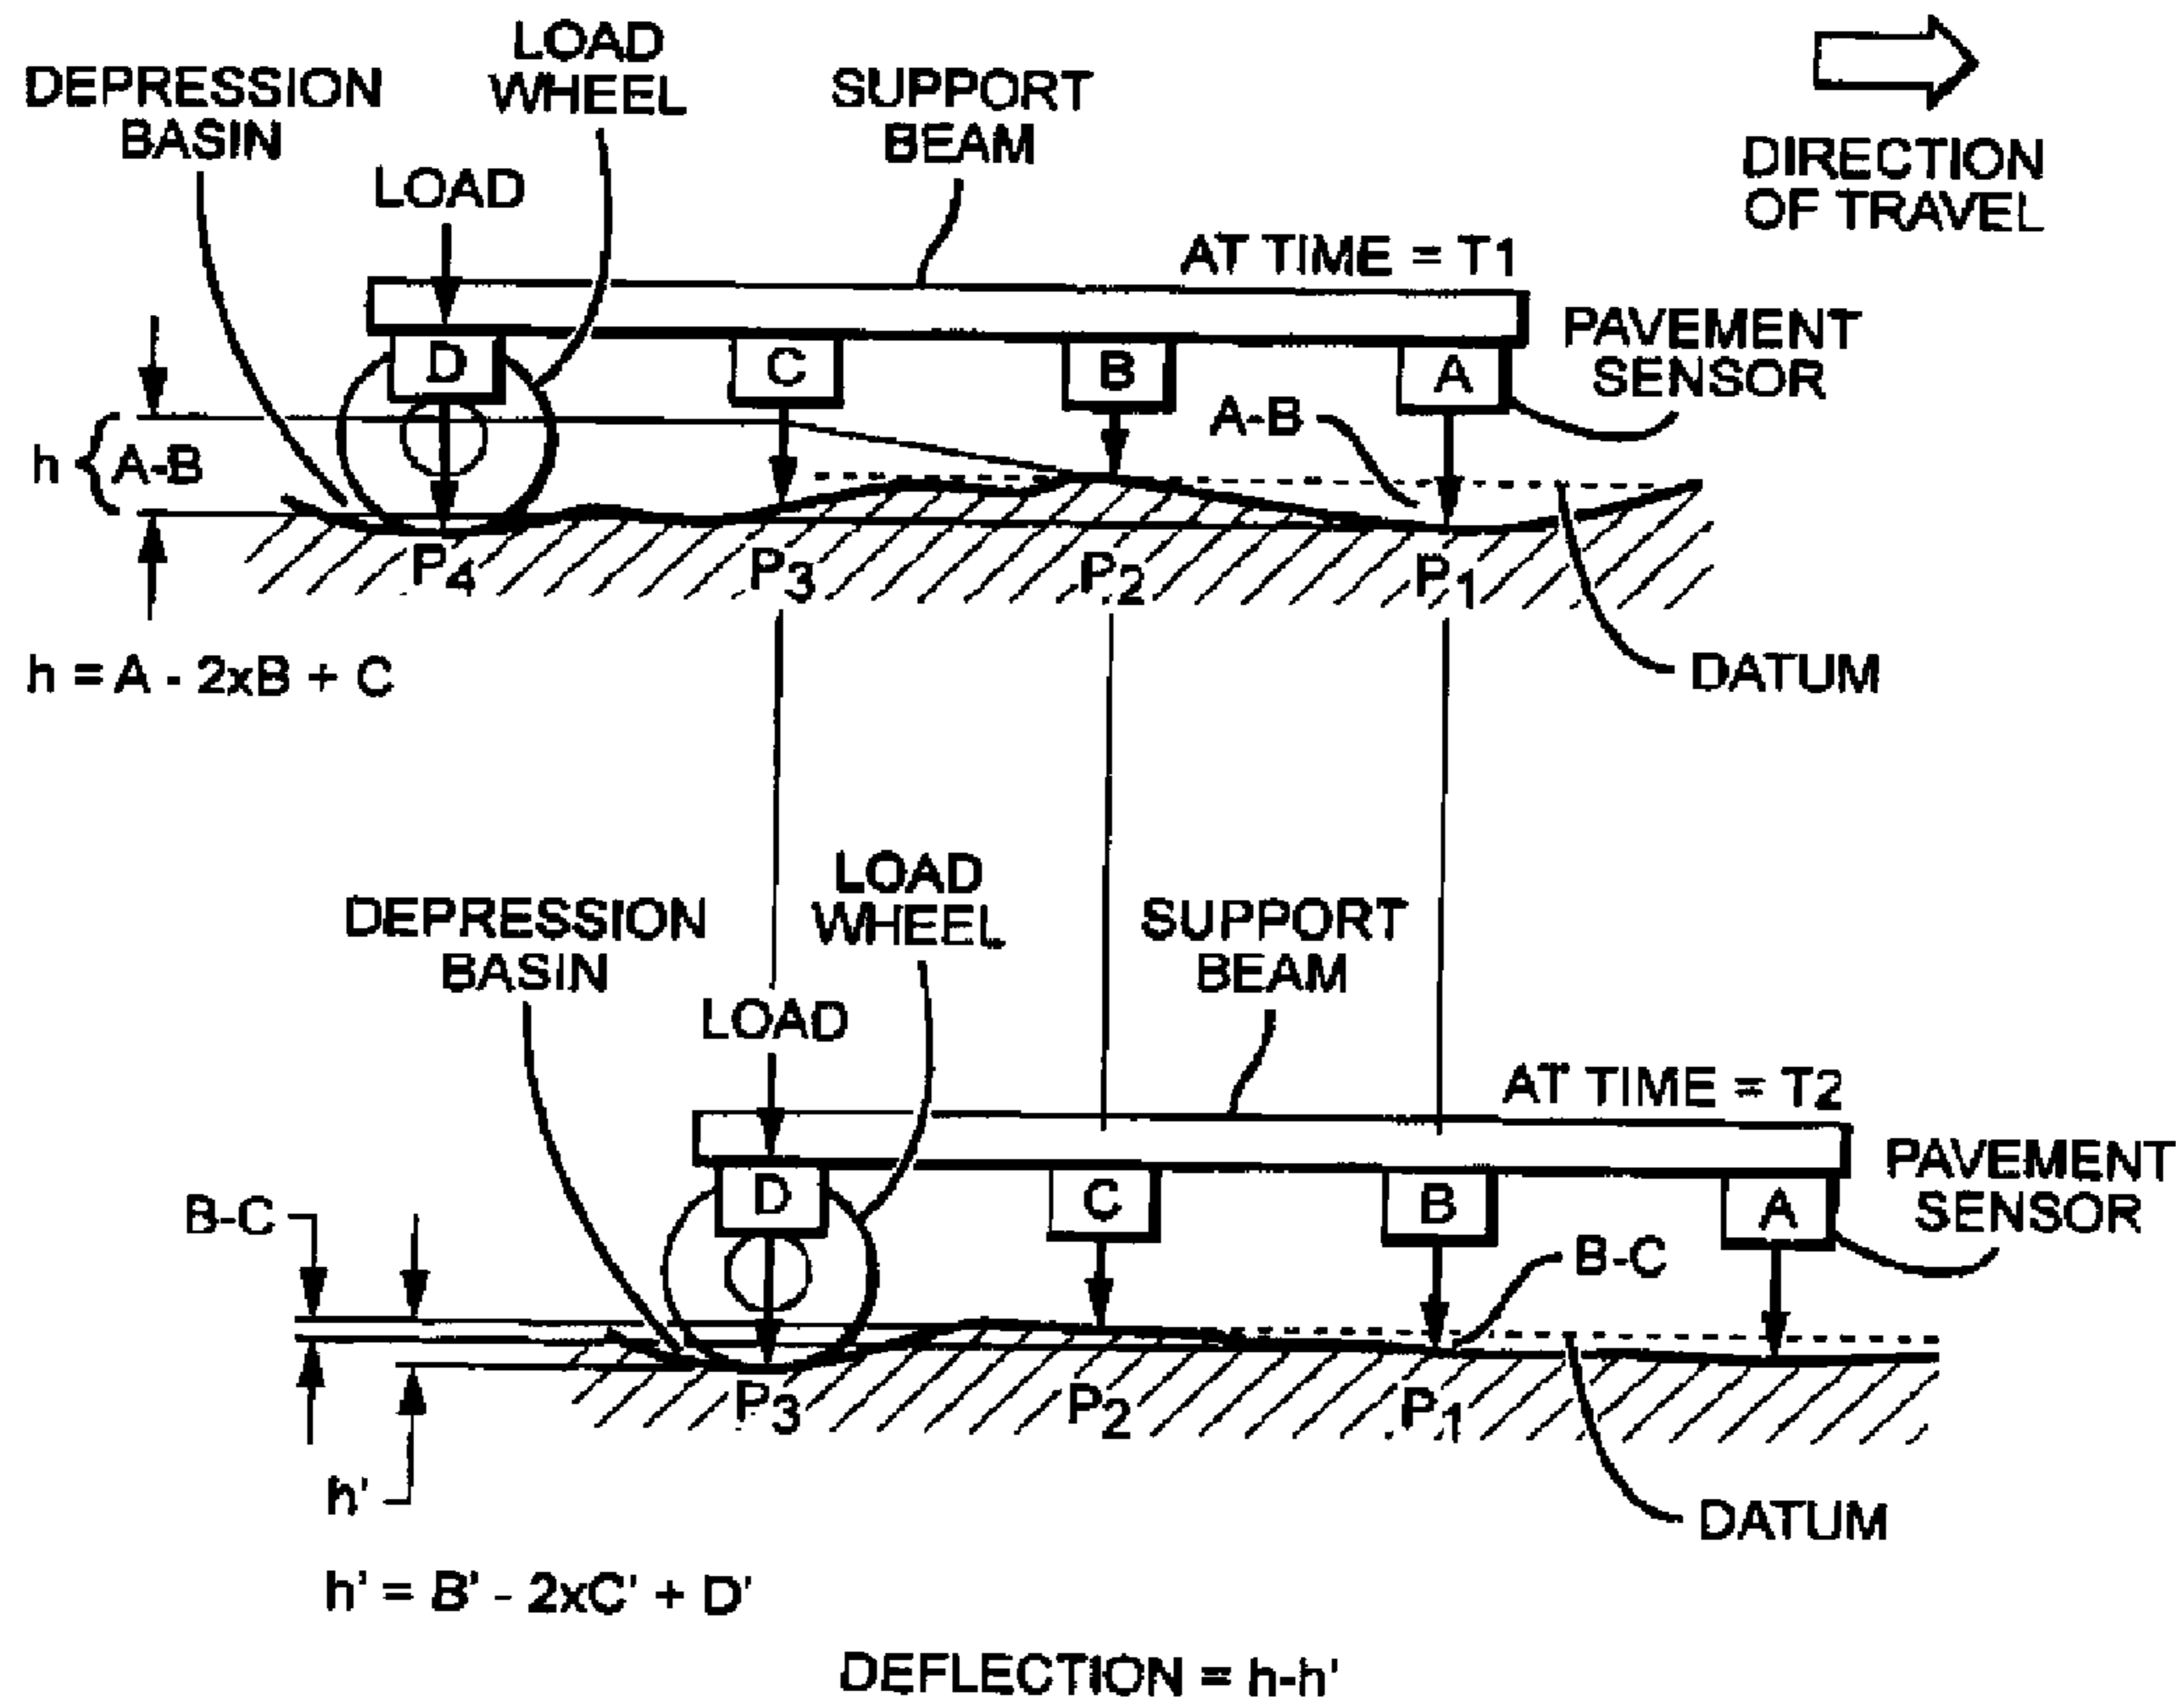 LOAD
WHEEL
DEPRESSION
BASIN
SUPPORT
BEAM
LOAD
DIRECTION
OF TRAVEL
AT TIME = T1
PAVEMENT
SENSOR
D
C
B
A
A-B
h { A-B
P4
P3
P2
P1
h = A - 2xB + C
DATUM
LOAD
WHEEL
DEPRESSION
BASIN
SUPPORT
BEAM
LOAD
AT TIME = T2
PAVEMENT
SENSOR
D
C
B
A
B-C
B-C
P3
P2
P1
h'
DATUM
h' = B' - 2xC' + D'
DEFLECTION = h-h'